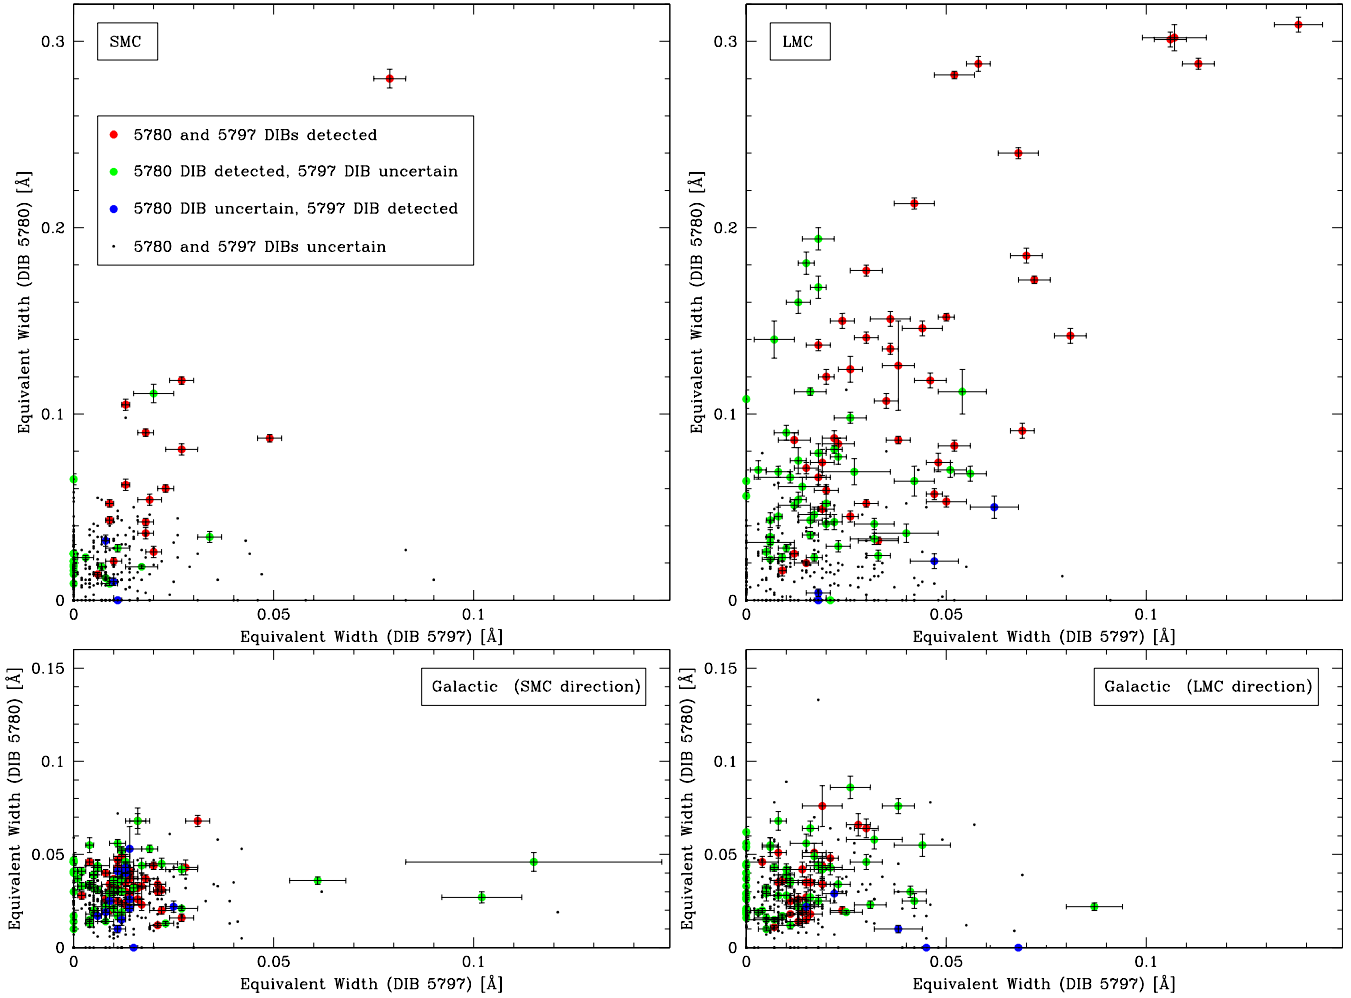 SMC
LMC
5780 and 5797 DIBs detected
5780 DIB detected, 5797 DIB uncertain
5780 DIB uncertain, 5797 DIB detected
5780 and 5797 DIBs uncertain
Equivalent Width (DIB 5780) [Å]
0.3
0.2
0.1
0
0 0.05 0.1
Equivalent Width (DIB 5797) [Å]
Equivalent Width (DIB 5780) [Å]
0.3
0.2
0.1
0
0 0.05 0.1
Equivalent Width (DIB 5797) [Å]
Galactic (SMC direction)
Equivalent Width (DIB 5780) [Å]
0.15
0.1
0.05
0
0 0.05 0.1
Equivalent Width (DIB 5797) [Å]
Galactic (LMC direction)
Equivalent Width (DIB 5780) [Å]
0.15
0.1
0.05
0
0 0.05 0.1
Equivalent Width (DIB 5797) [Å]